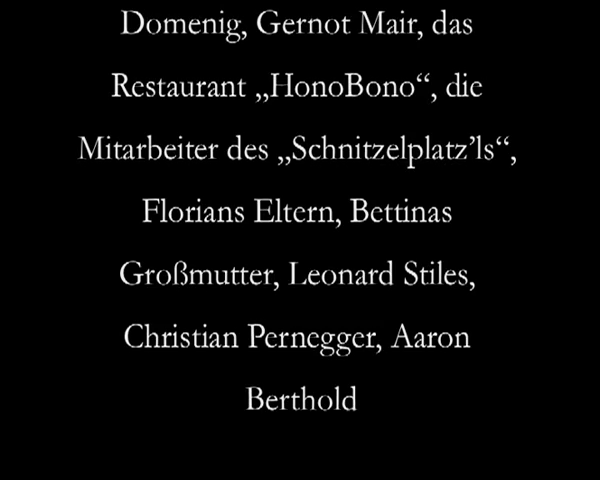 Domenig, Gernot Mair, das
Restaurant „HonoBono“, die
Mitarbeiter des „Schnitzelplatz’ls“,
Florians Eltern, Bettinas
Großmutter, Leonard Stiles,
Christian Pernegger, Aaron
Berthold